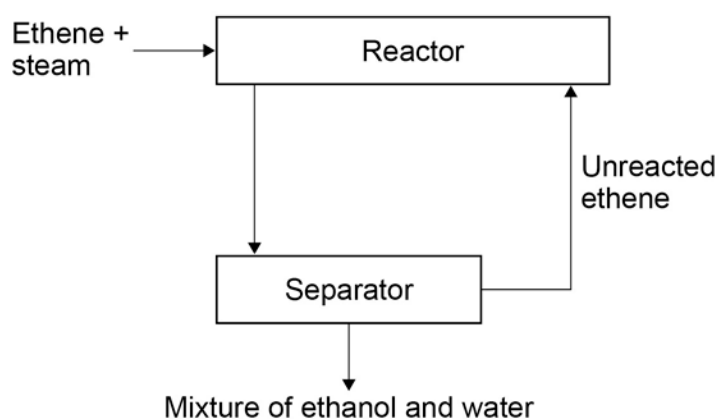 Ethene +
steam
Reactor
Unreacted
ethene
Separator
Mixture of ethanol and water